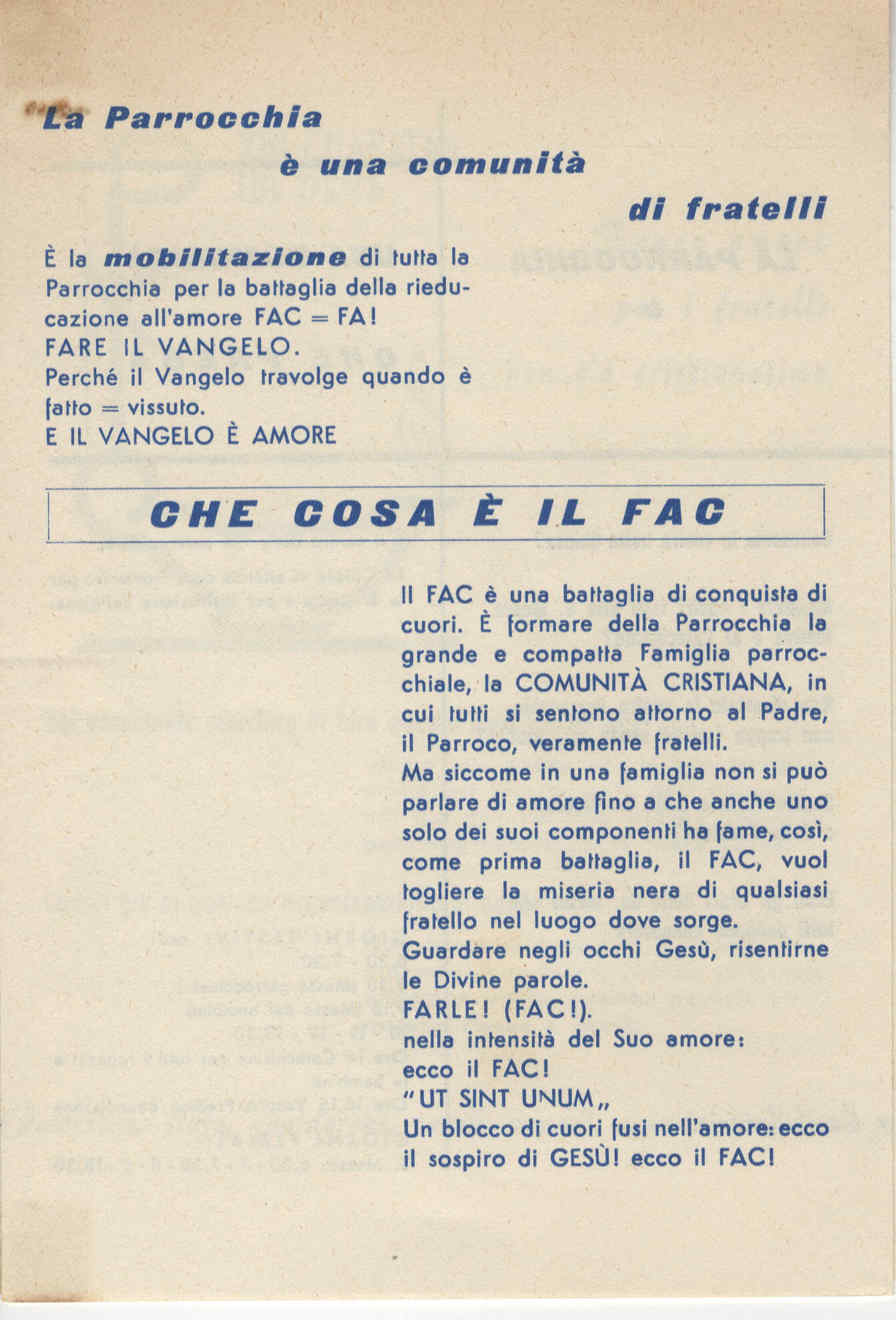 La Parrocchia
è una comunità
di fratelli
È la mobilitazione di tutta la
Parrocchia per la battaglia della riedu-
cazione all'amore FAC = FA!
FARE IL VANGELO.
Perché il Vangelo travolge quando è
fatto = vissuto.
E IL VANGELO È AMORE
CHE COSA È IL FAC
Il FAC è una battaglia di conquista di
cuori. È formare della Parrocchia la
grande e compatta Famiglia parroc-
chiale, la COMUNITÀ CRISTIANA, in
cui tutti si sentono attorno al Padre,
il Parroco, veramente fratelli.
Ma siccome in una famiglia non si può
parlare di amore fino a che anche uno
solo dei suoi componenti ha fame, così,
come prima battaglia, il FAC, vuol
togliere la miseria nera di qualsiasi
fratello nel luogo dove sorge.
Guardare negli occhi Gesù, risentirne
le Divine parole.
FARLE! (FAC!).
nella intensità del Suo amore:
ecco il FAC!
"UT SINT UNUM„
Un blocco di cuori fusi nell'amore: ecco
il sospiro di GESÙ! ecco il FAC!